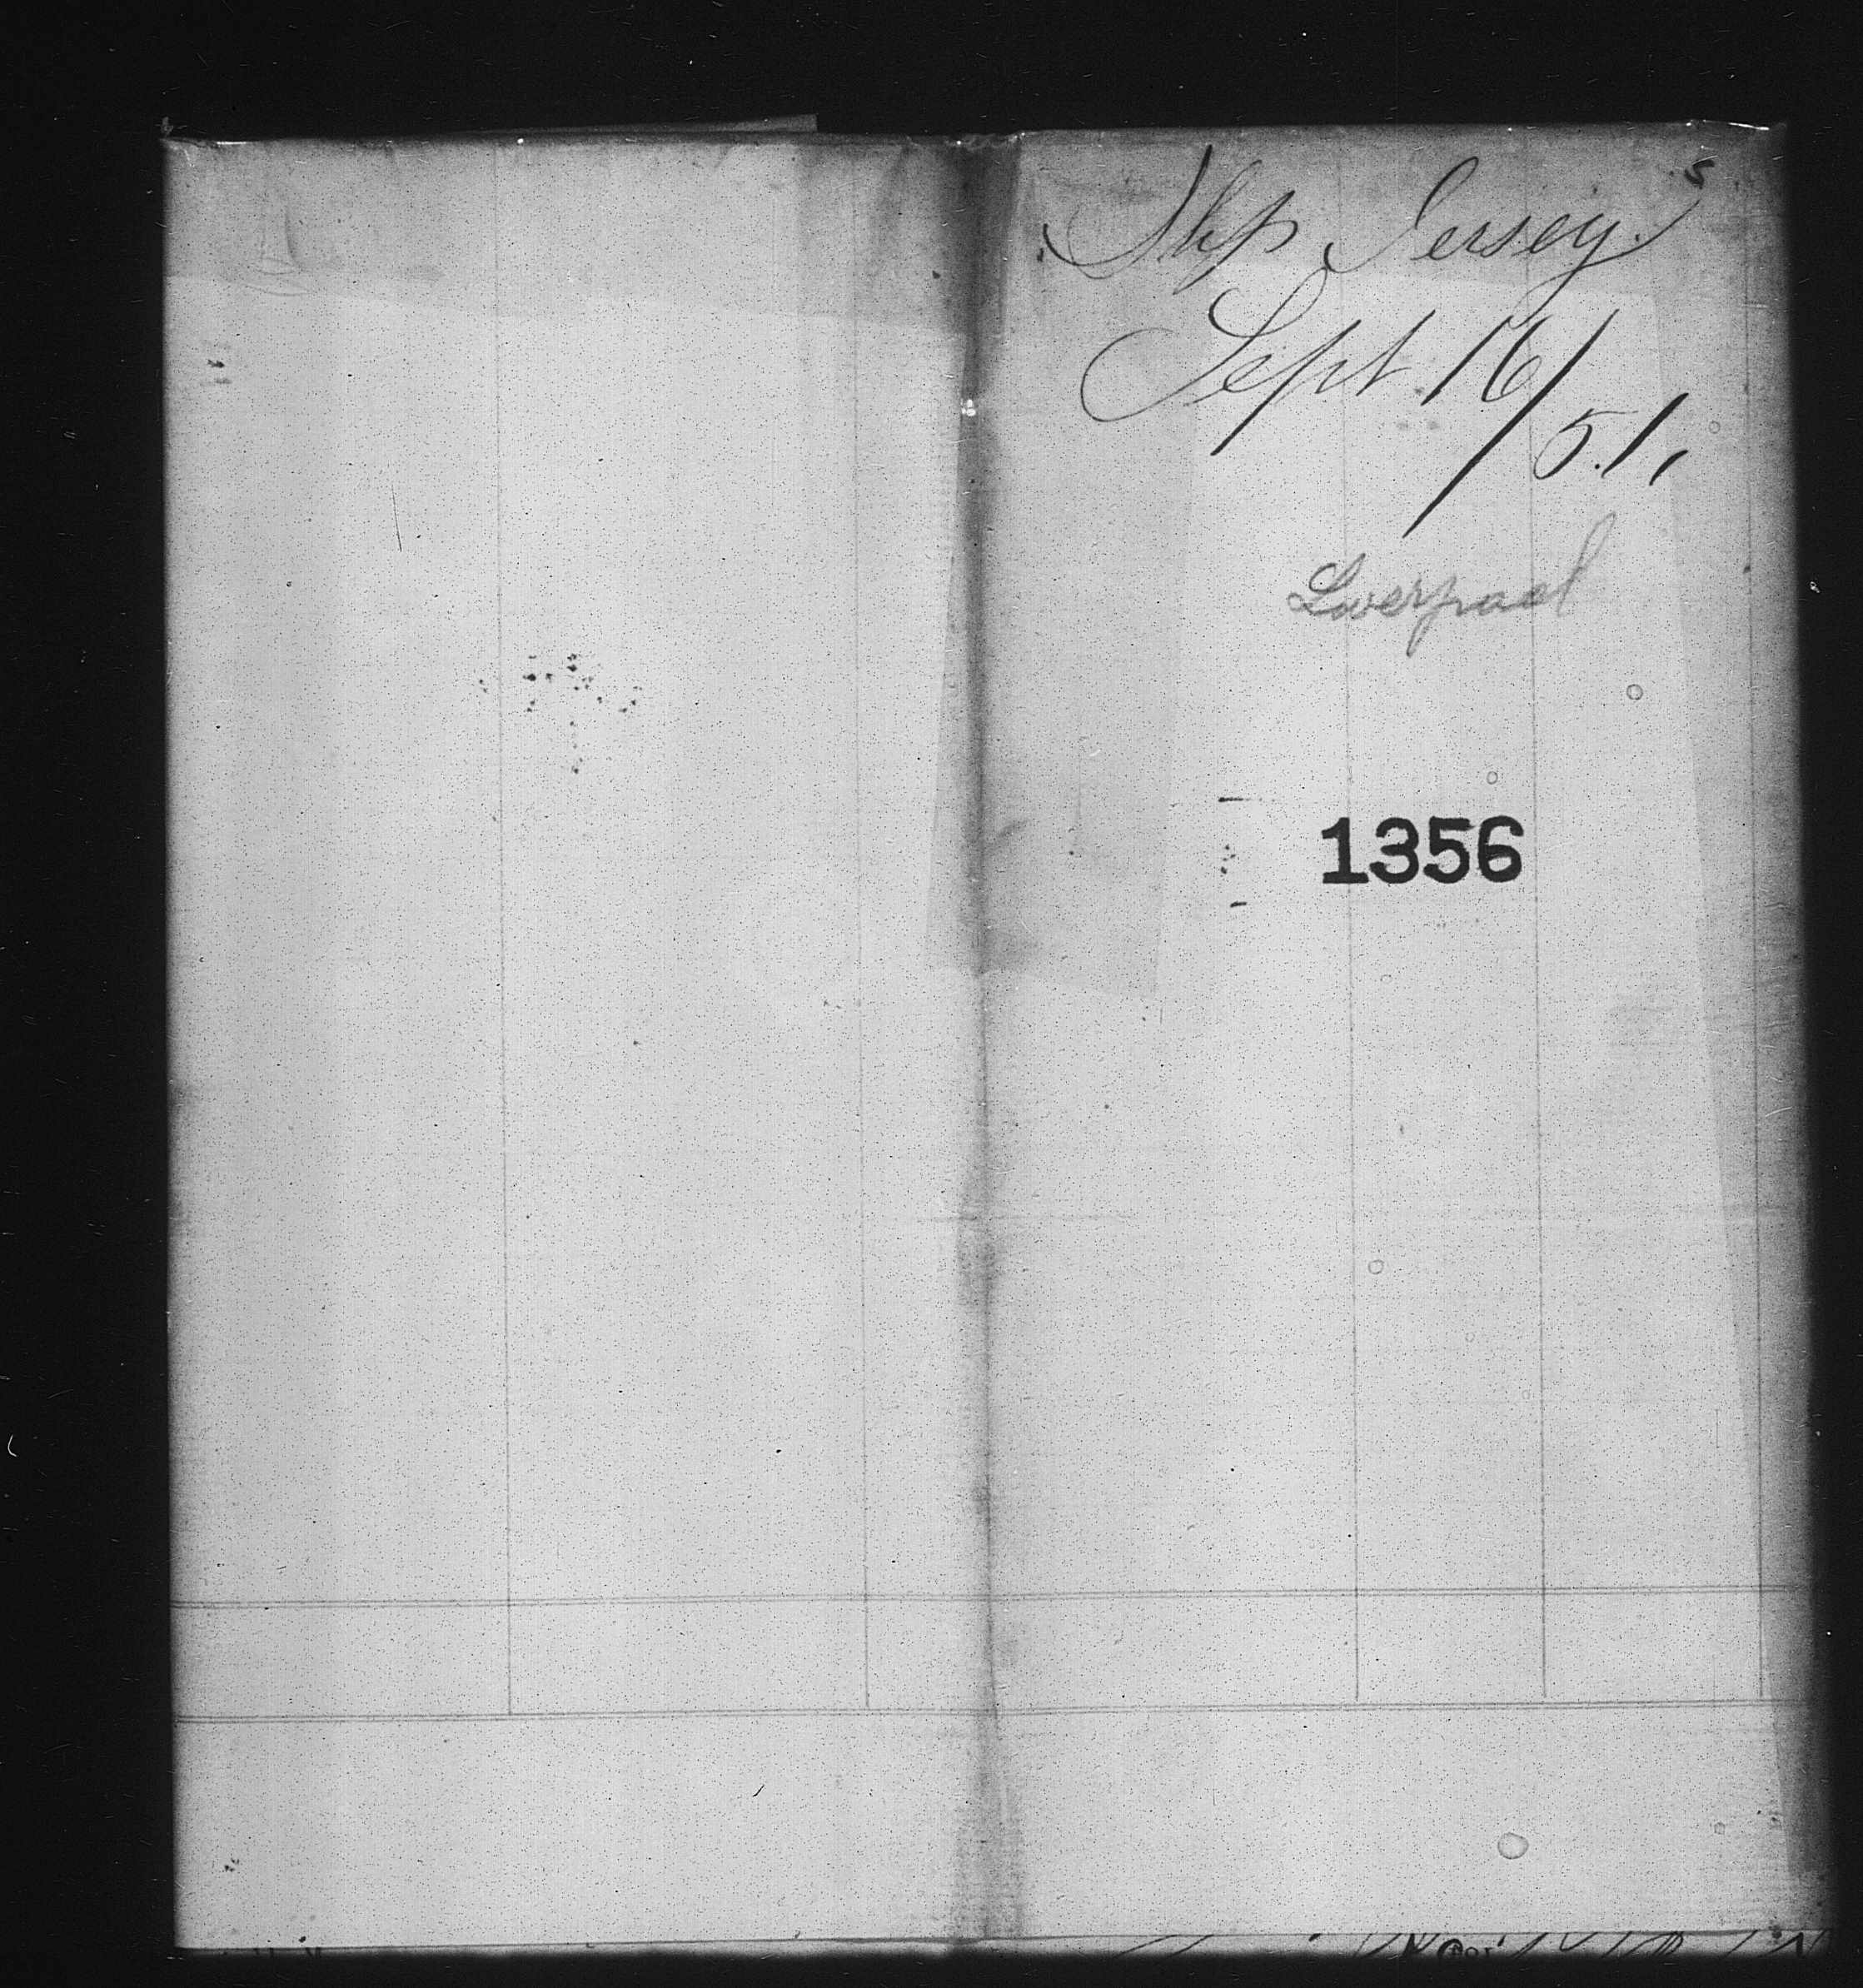 Ship Jersey
Sept 16/51,
Liverpool
1356